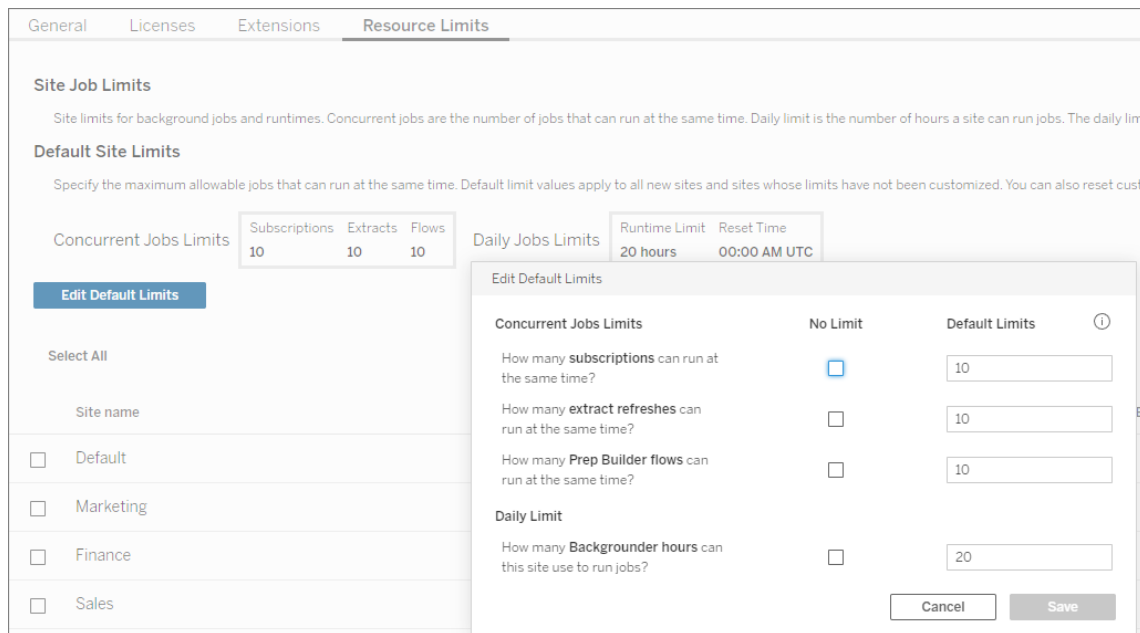 General Licenses Extensions Resource Limits
Site Job Limits
Site limits for background jobs and runtimes. Concurrent jobs are the number of jobs that can run at the same time. Daily limit is the number of hours a site can run jobs. The daily
Default Site Limits
Specify the maximum allowable jobs that can run at the same time. Default limit values apply to all new sites and sites whose limits have not been customized. You can also reset
Concurrent Jobs Limits
Subscriptions Extracts Flows
10 10 10
Daily Jobs Limits
Runtime Limit Reset Time
20 hours 00:00 AM UTC
Edit Default Limits
Select All
Site name
Default
Marketing
Finance
Sales
Edit Default Limits
Concurrent Jobs Limits No Limit Default Limits
How many subscriptions can run at
the same time?
10
How many extract refreshes can
run at the same time?
10
How many Prep Builder flows can
run at the same time?
10
Daily Limit
How many Backgrounder hours can
this site use to run jobs?
20
Cancel Save